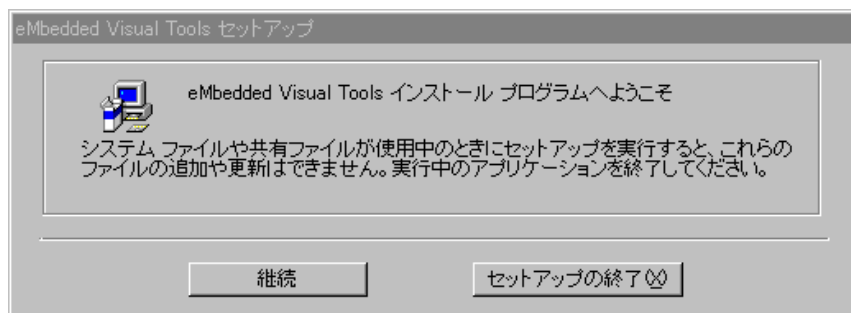 eMbedded Visual Tools セットアップ
eMbedded Visual Tools インストール プログラムへようこそ
システム ファイルや共有ファイルが使用中のときにセットアップを実行すると、これらの
ファイルの追加や更新はできません。実行中のアプリケーションを終了してください。
継続
セットアップの終了(X)